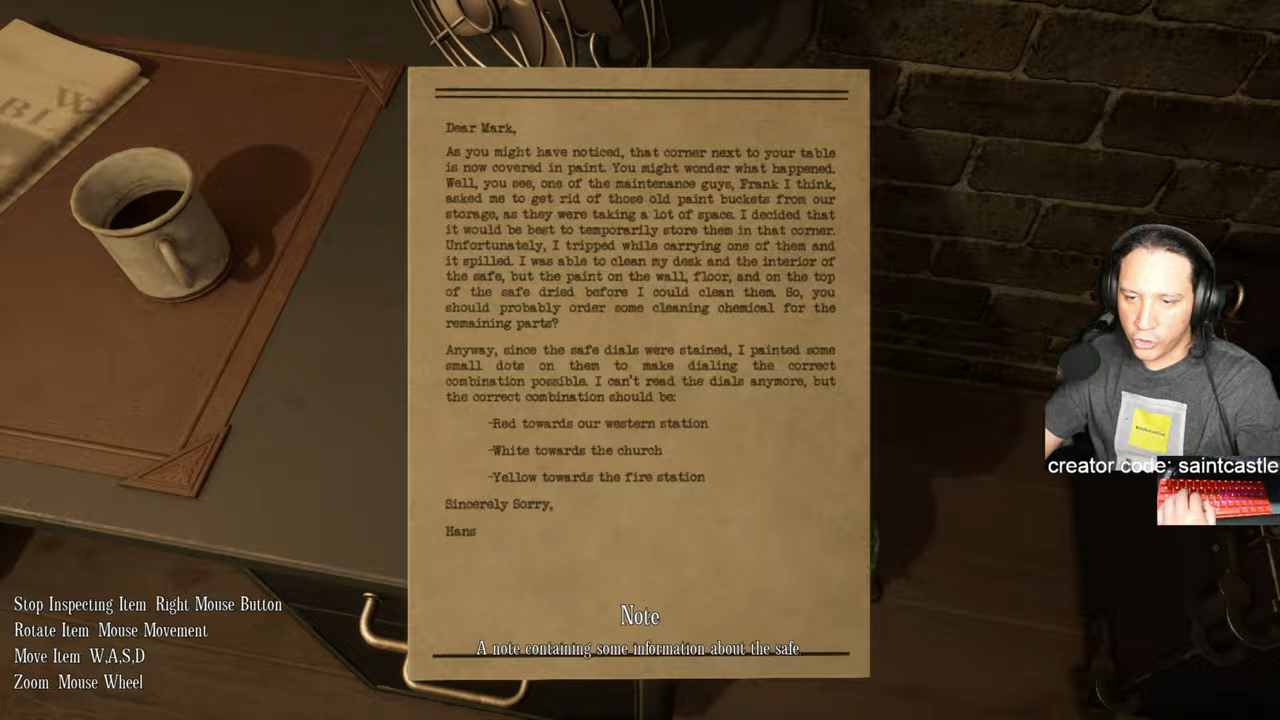 Dear Mark,
As you might have noticed, that corner next to your table
is now covered in paint. You might wonder what happened.
Well, you see, one of the maintenance guys, Frank I think,
asked me to get rid of those old paint buckets from our
storage, as they were taking a lot of space. I decided that
it would be best to temporarily store them in that corner.
Unfortunately, I tripped while carrying one of them and
it spilled. I was able to clean my desk and the interior of
the safe, but the paint on the wall, floor, and on the top
of the safe dried before I could clean them. So, you
should probably order some cleaning chemical for the
remaining parts?
Anyway, since the safe dials were stained, I painted some
small dots on them to make dialing the correct
combination possible. I can't read the dials anymore, but
the correct combination should be:
-Red towards our western station
-White towards the church
-Yellow towards the fire station
Sincerely Sorry,
Hans
Note
A note containing some information about the safe.
creator code: saintcastle
Stop Inspecting Item Right Mouse Button
Rotate Item Mouse Movement
Move Item W,A,S,D
Zoom Mouse Wheel